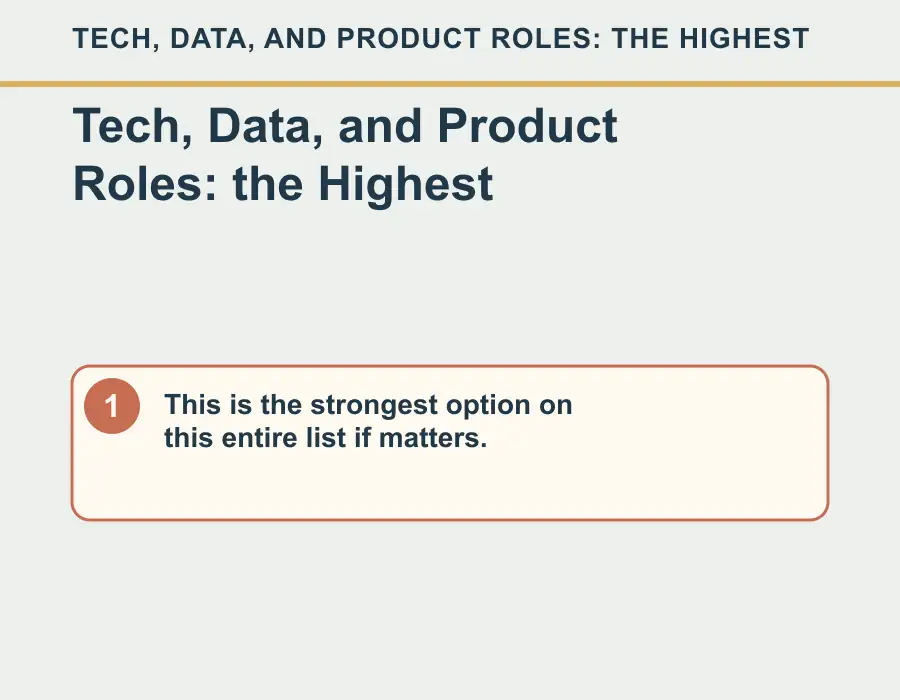 TECH, DATA, AND PRODUCT ROLES: THE HIGHEST
Tech, Data, and Product
Roles: the Highest
1
This is the strongest option on
this entire list if matters.